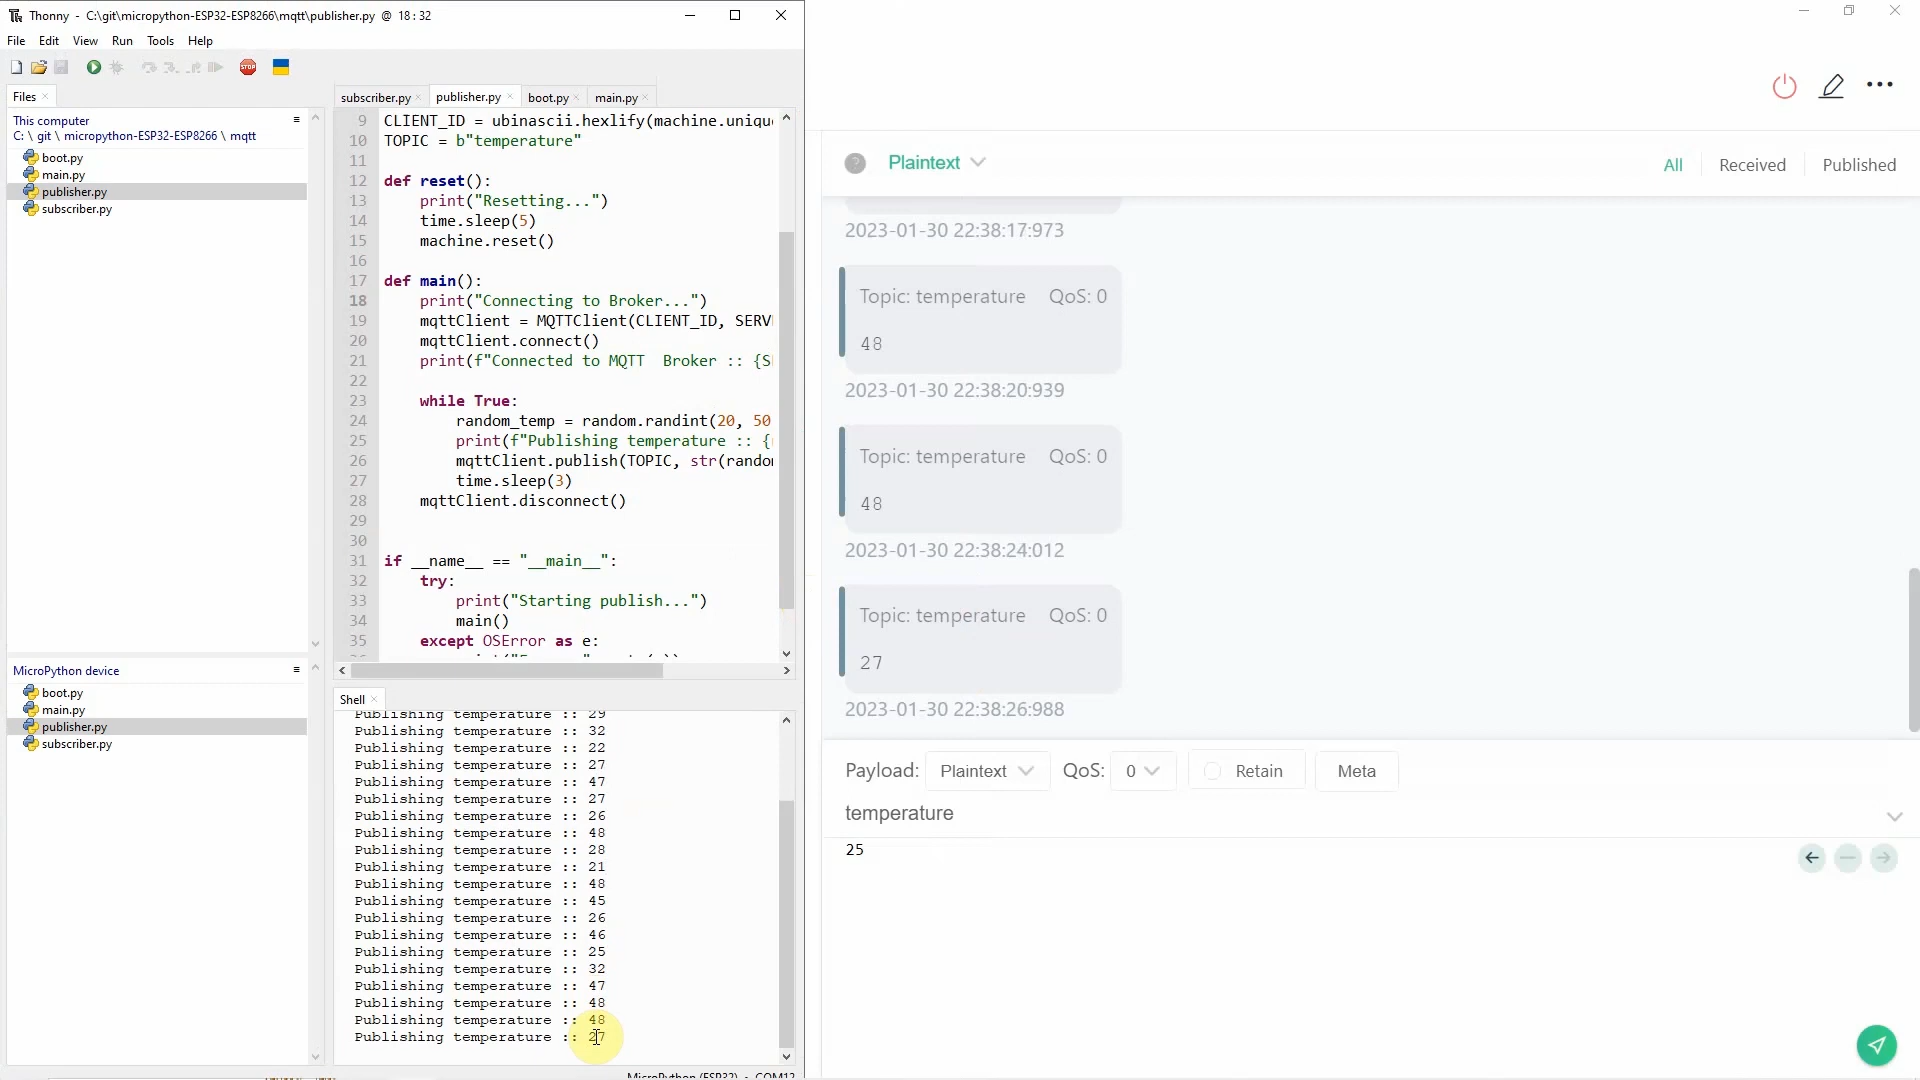 Thonny - C:\git\micropython-ESP32-ESP8266\mqtt\publisher.py @ 18:32
File Edit View Run Tools Help
STOP
Files
This computer
C: \ git \ micropython-ESP32-ESP8266 \ mqtt
boot.py
main.py
publisher.py
subscriber.py
MicroPython device
boot.py
main.py
publisher.py
subscriber.py
subscriber.py publisher.py boot.py main.py
9 CLIENT_ID = ubinascii.hexlify(machine.uniqu
10 TOPIC = b"temperature"
11
12 def reset():
13 print("Resetting...")
14 time.sleep(5)
15 machine.reset()
16
17 def main():
18 print("Connecting to Broker...")
19 mqttClient = MQTTClient(CLIENT_ID, SERV
20 mqttClient.connect()
21 print(f"Connected to MQTT  Broker :: {S
22
23 while True:
24 random_temp = random.randint(20, 50
25 print(f"Publishing temperature :: {
26 mqttClient.publish(TOPIC, str(rando
27 time.sleep(3)
28 mqttClient.disconnect()
29
30
31 if __name__ == "__main__":
32 try:
33 print("Starting publish...")
34 main()
35 except OSError as e:
Shell
Publishing temperature :: 29
Publishing temperature :: 32
Publishing temperature :: 22
Publishing temperature :: 27
Publishing temperature :: 47
Publishing temperature :: 27
Publishing temperature :: 26
Publishing temperature :: 48
Publishing temperature :: 28
Publishing temperature :: 21
Publishing temperature :: 48
Publishing temperature :: 45
Publishing temperature :: 26
Publishing temperature :: 46
Publishing temperature :: 25
Publishing temperature :: 32
Publishing temperature :: 47
Publishing temperature :: 48
Publishing temperature :: 48
Publishing temperature :: 27
MicroPython (ESP32) - COM12
Plaintext
All Received Published
2023-01-30 22:38:17:973
Topic: temperature QoS: 0
48
2023-01-30 22:38:20:939
Topic: temperature QoS: 0
48
2023-01-30 22:38:24:012
Topic: temperature QoS: 0
27
2023-01-30 22:38:26:988
Payload: Plaintext QoS: 0 Retain Meta
temperature
25